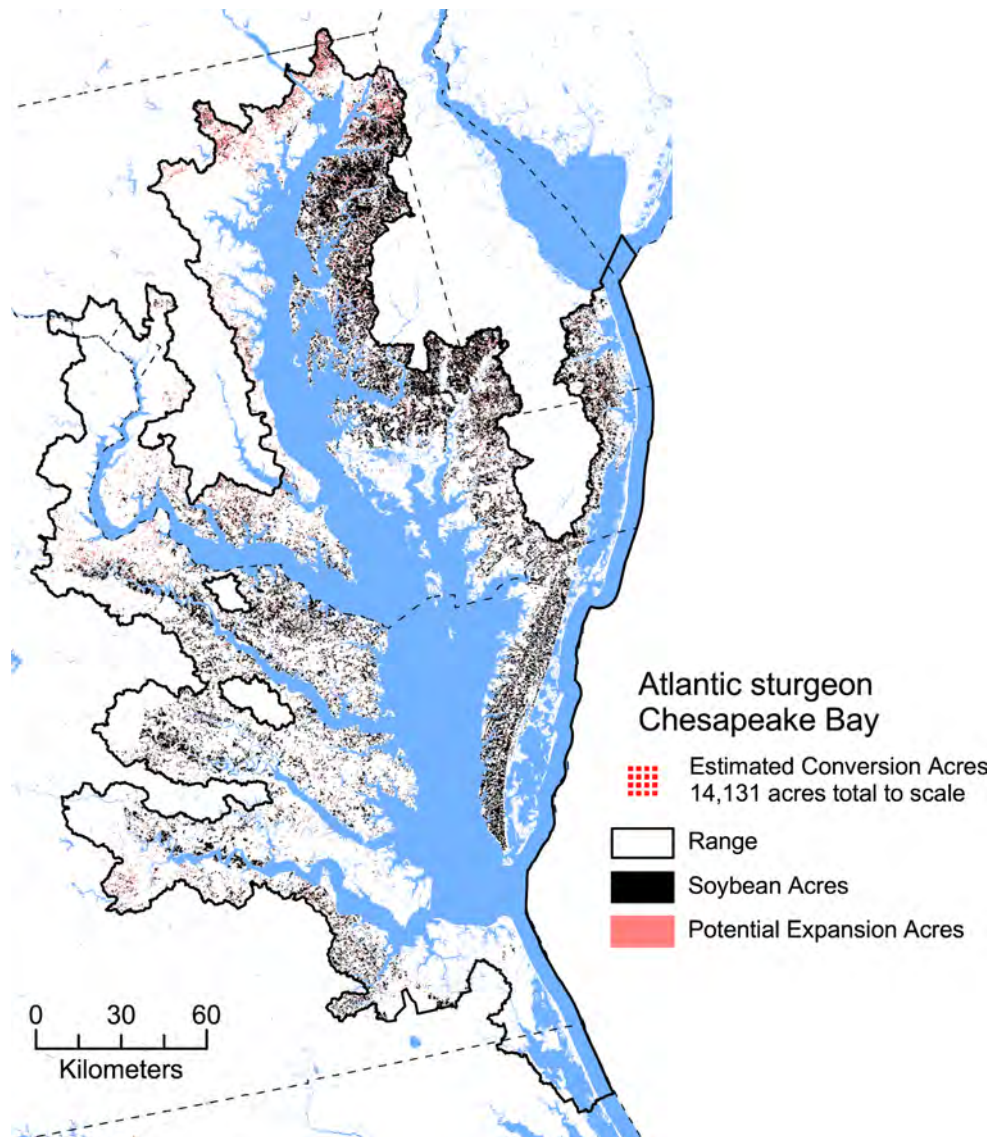 Atlantic sturgeon
Chesapeake Bay
Estimated Conversion Acres
14,131 acres total to scale
Range
Soybean Acres
Potential Expansion Acres
0 30 60
Kilometers